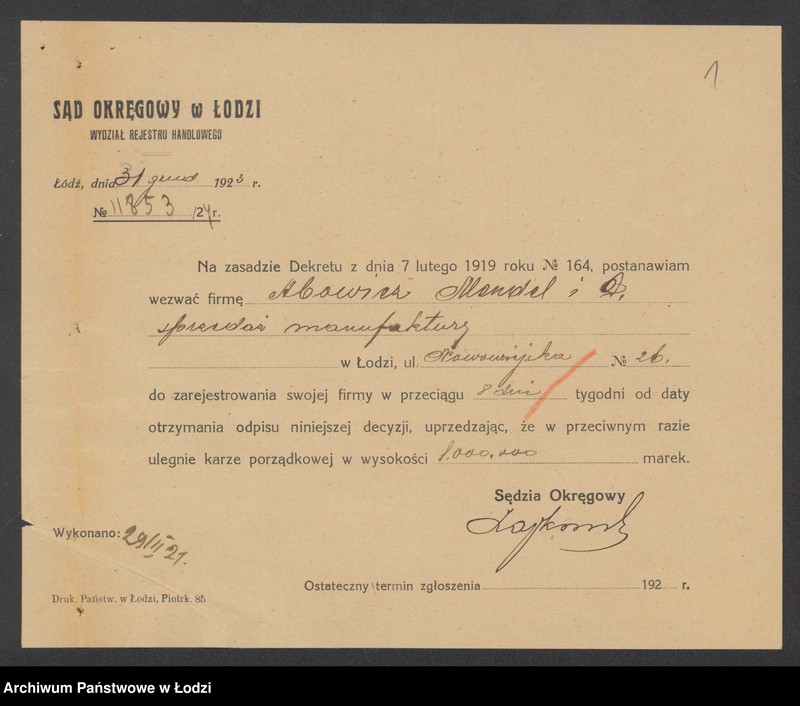 1
SĄD OKRĘGOWY w ŁODZI
WYDZIAŁ REJESTRU HANDLOWEGO
Łódź, dnia 31 grud. 1923 r.
№ 11853/24 r.
Na zasadzie Dekretu z dnia 7 lutego 1919 roku № 164, postanawiam
wezwać firmę Abowicz Mendel i
sprzedaż manufaktury
w Łodzi, ul. № 26.
do zarejestrowania swojej firmy w przeciągu 8 dni tygodni od daty
otrzymania odpisu niniejszej decyzji, uprzedzając, że w przeciwnym razie
ulegnie karze porządkowej w wysokości 1.000.000 marek.
Sędzia Okręgowy
Wykonano: 29/II 24.
Ostateczny termin zgłoszenia 192 r.
Druk. Państw. w Łodzi, Piotrk. 85
Archiwum Państwowe w Łodzi